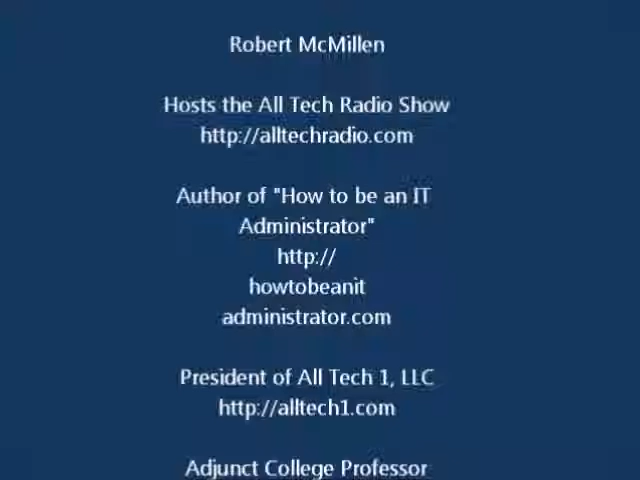 Robert McMillen
Hosts the All Tech Radio Show
http://alltechradio.com
Author of "How to be an IT
Administrator"
http://
howtobeanit
administrator.com
President of All Tech 1, LLC
http://alltech1.com
Adjunct College Professor